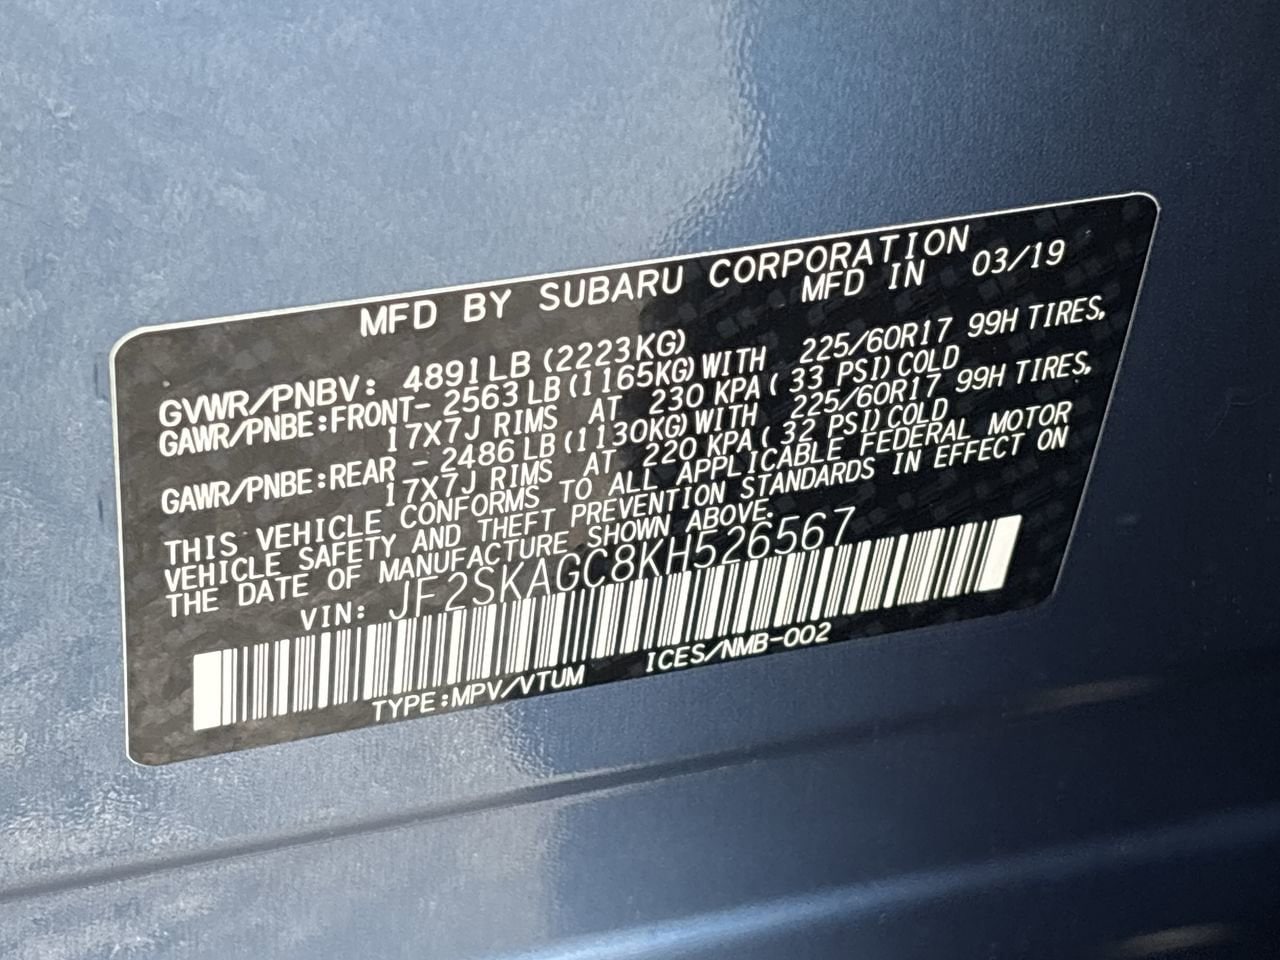 MFD BY SUBARU CORPORATION
MFD IN 03/19
GVWR/PNBV: 4891LB (2223KG)
GAWR/PNBE:FRONT- 2563LB(1165KG)WITH 225/60R17 99H TIRES,
17X7J RIMS AT 230 KPA( 33 PSI)COLD
GAWR/PNBE:REAR - 2486LB(1130KG)WITH 225/60R17 99H TIRES,
17X7J RIMS AT 220 KPA( 32 PSI)COLD
THIS VEHICLE CONFORMS TO ALL APPLICABLE FEDERAL MOTOR
VEHICLE SAFETY AND THEFT PREVENTION STANDARDS IN EFFECT ON
THE DATE OF MANUFACTURE SHOWN ABOVE.
VIN: JF2SKAGC8KH526567
TYPE:MPV/VTUM ICES/NMB-002